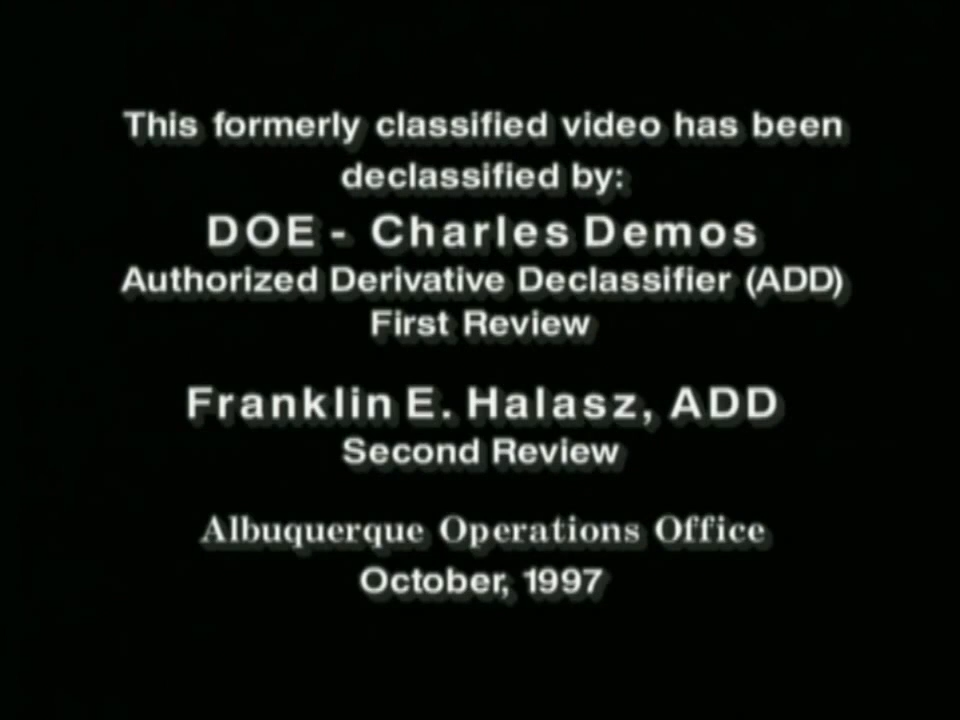 This formerly classified video has been
declassified by:
DOE - Charles Demos
Authorized Derivative Declassifier (ADD)
First Review
Franklin E. Halasz, ADD
Second Review
Albuquerque Operations Office
October, 1997